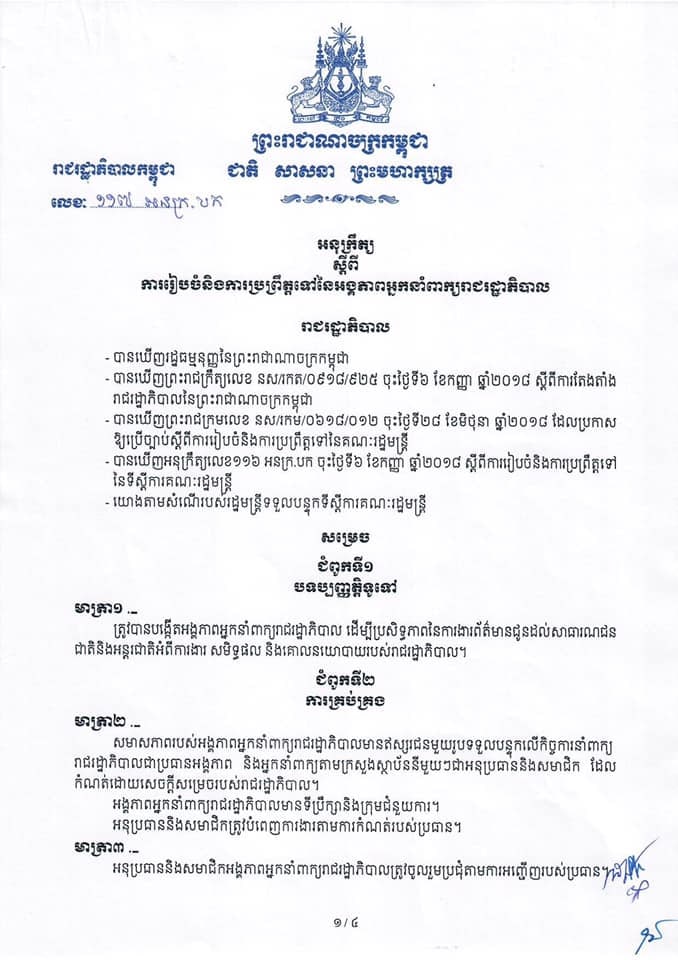 ព្រះរាជាណាចក្រកម្ពុជា
ជាតិ សាសនា ព្រះមហាក្សត្រ
រាជរដ្ឋាភិបាលកម្ពុជា
លេខ: ១១៧ អនក្រ.បក
អនុក្រឹត្យ
ស្តីពី
ការរៀបចំនិងការប្រព្រឹត្តទៅនៃអង្គភាពអ្នកនាំពាក្យរាជរដ្ឋាភិបាល
រាជរដ្ឋាភិបាល
- បានឃើញរដ្ឋធម្មនុញ្ញនៃព្រះរាជាណាចក្រកម្ពុជា
- បានឃើញព្រះរាជក្រឹត្យលេខ នស/រកត/០៩១៨/៩២៥ ចុះថ្ងៃទី៦ ខែកញ្ញា ឆ្នាំ២០១៨ ស្តីពីការតែងតាំង
រាជរដ្ឋាភិបាលនៃព្រះរាជាណាចក្រកម្ពុជា
- បានឃើញព្រះរាជក្រមលេខ នស/រកម/០៦១៨/០១២ ចុះថ្ងៃទី២៨ ខែមិថុនា ឆ្នាំ២០១៨ ដែលប្រកាស
ឱ្យប្រើច្បាប់ស្តីពីការរៀបចំនិងការប្រព្រឹត្តទៅនៃគណៈរដ្ឋមន្ត្រី
- បានឃើញអនុក្រឹត្យលេខ១១៦ អនក្រ.បក ចុះថ្ងៃទី៦ ខែកញ្ញា ឆ្នាំ២០១៨ ស្តីពីការរៀបចំនិងការប្រព្រឹត្តទៅ
នៃទីស្តីការគណៈរដ្ឋមន្ត្រី
- យោងតាមសំណើរបស់រដ្ឋមន្ត្រីទទួលបន្ទុកទីស្តីការគណៈរដ្ឋមន្ត្រី
សម្រេច
ជំពូកទី១
បទប្បញ្ញត្តិទូទៅ
មាត្រា១ ._
ត្រូវបានបង្កើតអង្គភាពអ្នកនាំពាក្យរាជរដ្ឋាភិបាល ដើម្បីប្រសិទ្ធភាពនៃការងារព័ត៌មានជូនដល់សាធារណជន
ជាតិនិងអន្តរជាតិអំពីការងារ សមិទ្ធផល និងគោលនយោបាយរបស់រាជរដ្ឋាភិបាល។
ជំពូកទី២
ការគ្រប់គ្រង
មាត្រា២ ._
សមាសភាពរបស់អង្គភាពអ្នកនាំពាក្យរាជរដ្ឋាភិបាលមានឥស្សរជនមួយរូបទទួលបន្ទុកលើកិច្ចការនាំពាក្យ
រាជរដ្ឋាភិបាលជាប្រធានអង្គភាព និងអ្នកនាំពាក្យតាមក្រសួងស្ថាប័ននីមួយៗជាអនុប្រធាននិងសមាជិក ដែល
កំណត់ដោយសេចក្តីសម្រេចរបស់រាជរដ្ឋាភិបាល។
អង្គភាពអ្នកនាំពាក្យរាជរដ្ឋាភិបាលមានទីប្រឹក្សានិងក្រុមជំនួយការ។
អនុប្រធាននិងសមាជិកត្រូវបំពេញការងារតាមការកំណត់របស់ប្រធាន។
មាត្រា៣ ._
អនុប្រធាននិងសមាជិកអង្គភាពអ្នកនាំពាក្យរាជរដ្ឋាភិបាលត្រូវចូលរួមប្រជុំតាមការអញ្ជើញរបស់ប្រធាន។
១/៤